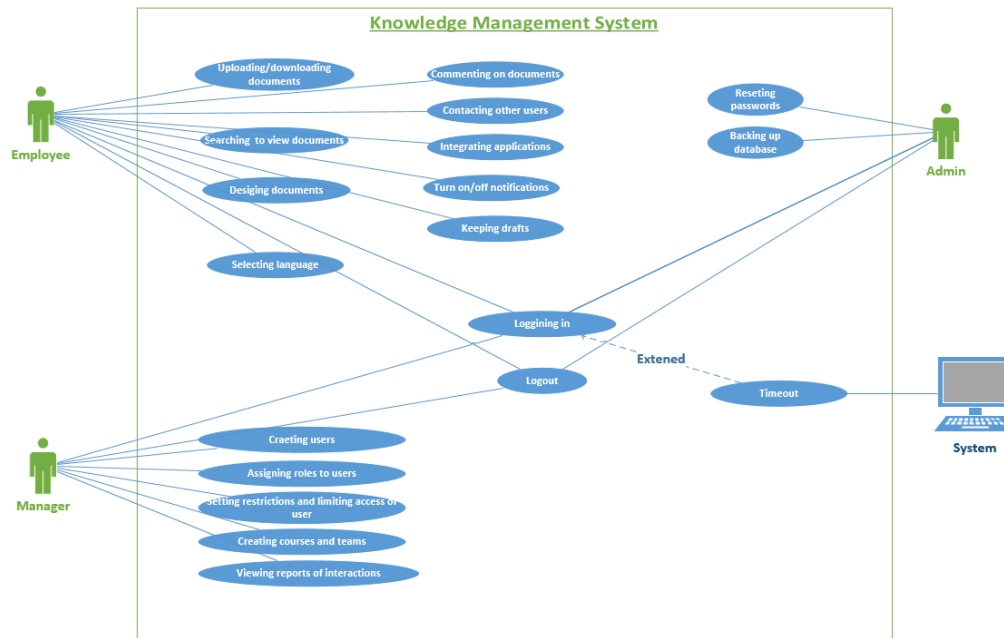 Knowledge Management System
Uploading/downloading
documents
Commenting on documents
Reseting
passwords
Contacting other users
Employee
Searching to view documents
Integrating applications
Backing up
database
Admin
Desiging documents
Turn on/off notifications
Keeping drafts
Selecting language
Loggining in
Extened
Logout
Timeout
System
Craeting users
Assigning roles to users
Manager
Setting restrictions and limiting access of
user
Creating courses and teams
Viewing reports of interactions